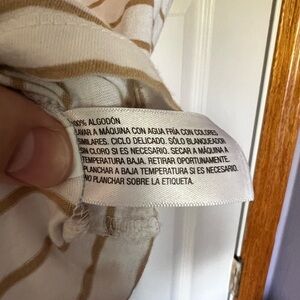 100% ALGODÓN
LAVAR A MÁQUINA CON AGUA FRÍA CON COLORES
SIMILARES. CICLO DELICADO. SÓLO BLANQUEADOR
SIN CLORO SI ES NECESARIO. SECAR A MÁQUINA A
TEMPERATURA BAJA. RETIRAR OPORTUNAMENTE.
PLANCHAR A BAJA TEMPERATURA SI ES NECESARIO.
NO PLANCHAR SOBRE LA ETIQUETA.